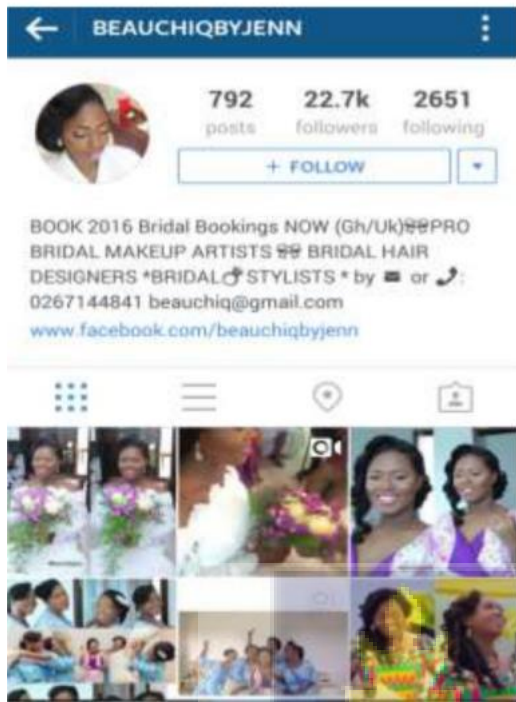 BEAUCHIQBYJENN
792 22.7k 2651
posts followers following
+ FOLLOW
BOOK 2016 Bridal Bookings NOW (Gh/Uk)👯👯PRO
BRIDAL MAKEUP ARTISTS 👯👯 BRIDAL HAIR
DESIGNERS *BRIDAL💍 STYLISTS * by ✉ or 📞:
0267144841 beauchiq@gmail.com
www.facebook.com/beauchiqbyjenn